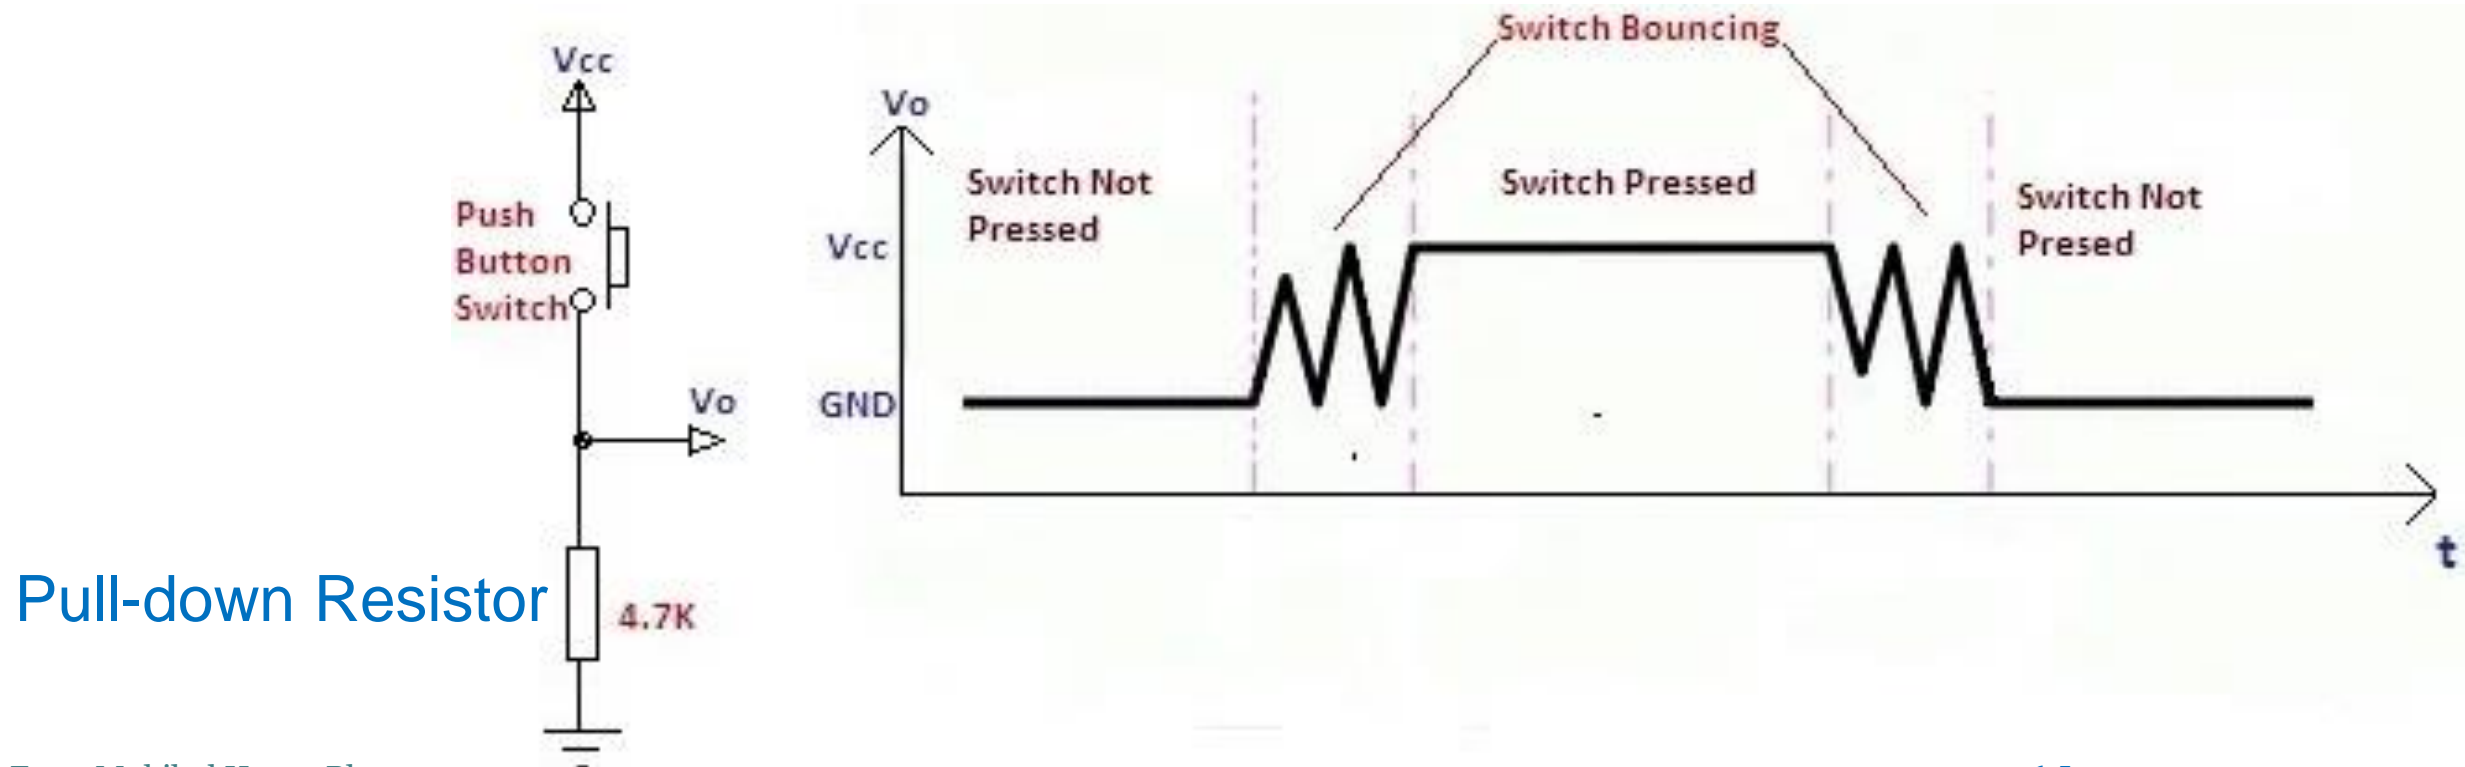 Switch Bouncing
Vcc
Vo
Switch Not
Pressed
Switch Pressed
Switch Not
Presed
Push
Button
Switch
Vcc
Vo
GND
t
Pull-down Resistor
4.7K